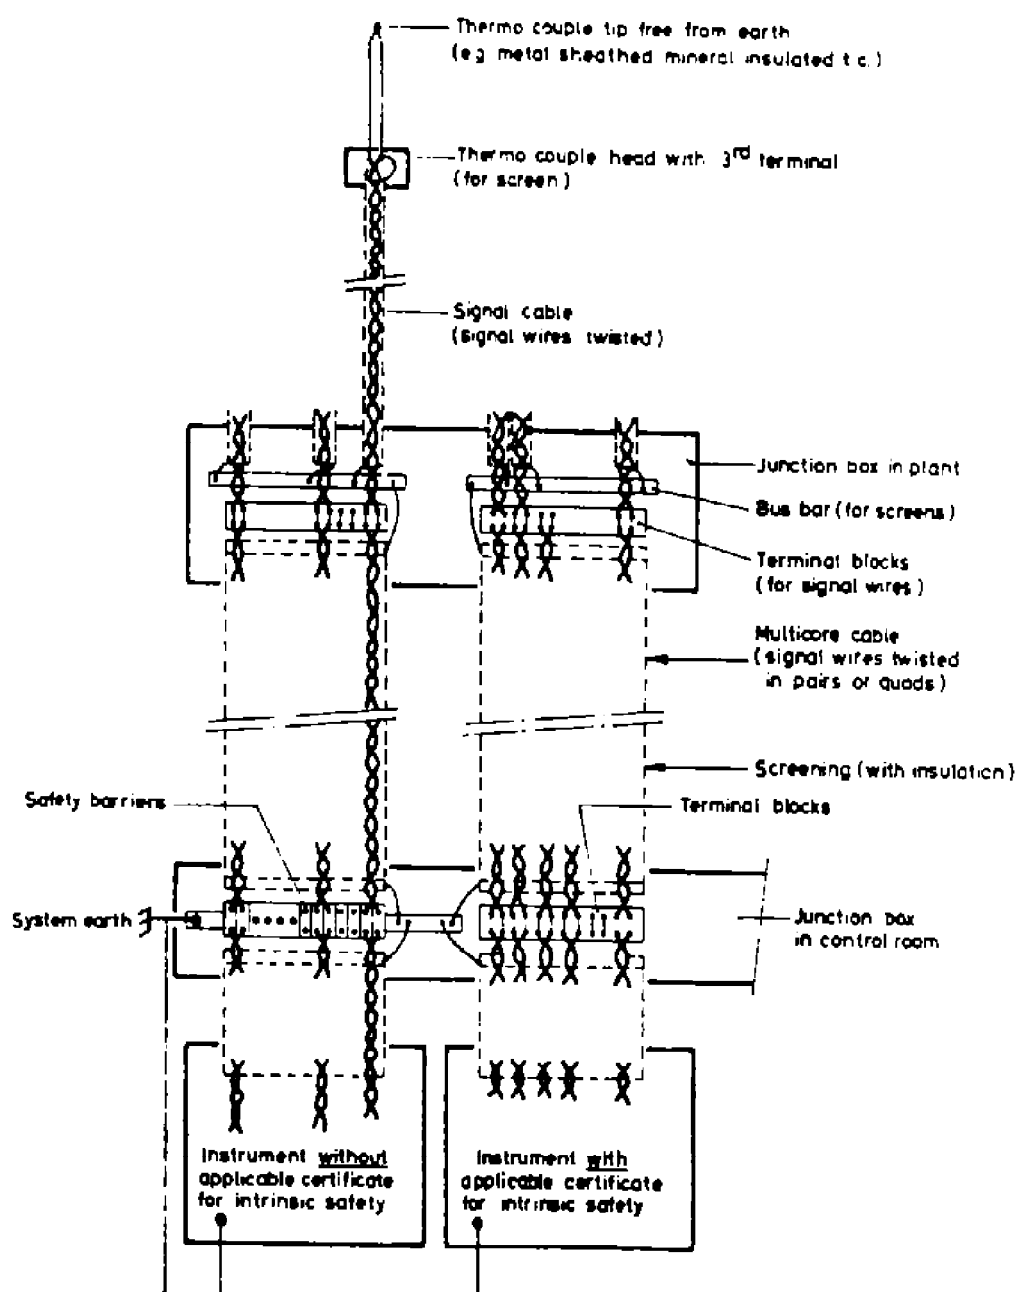 Thermo couple tip free from earth
(eg metal sheathed mineral insulated t.c.)
Thermo couple head with 3rd terminal
(for screen)
Signal cable
(signal wires twisted)
Junction box in plant
Bus bar (for screens)
Terminal blocks
(for signal wires)
Multicore cable
(signal wires twisted
in pairs or quads)
Screening (with insulation)
Safety barriers
Terminal blocks
System earth
Junction box
in control room
Instrument without
applicable certificate
for intrinsic safety
Instrument with
applicable certificate
for intrinsic safety